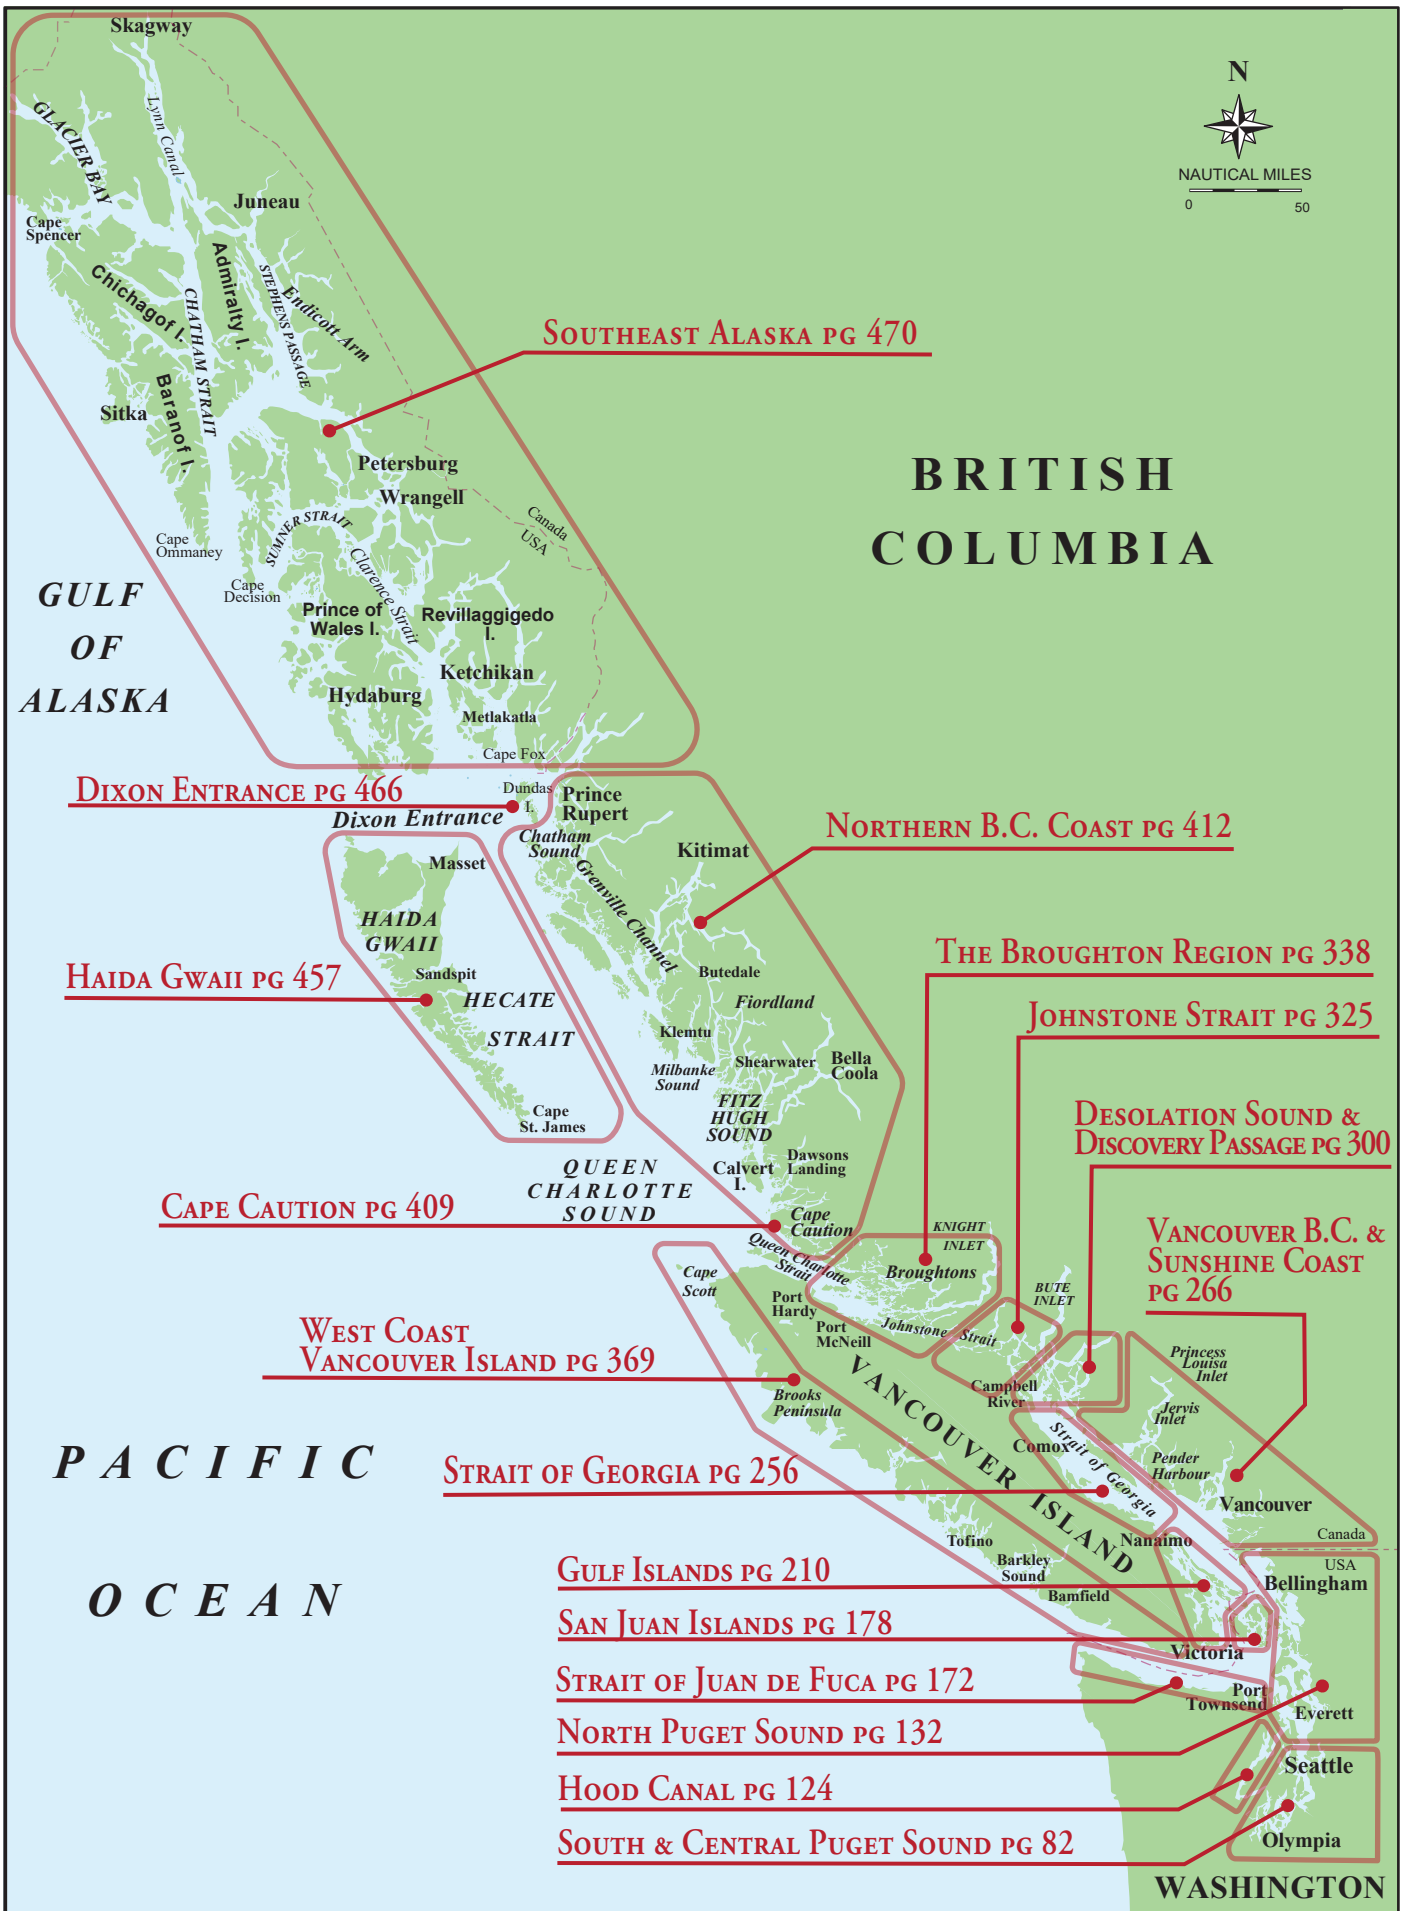 Skagway
N
NAUTICAL MILES
0 50
GLACIER BAY
Lynn Canal
Juneau
Cape
Spencer
Chichagof I.
Admiralty I.
CHATHAM STRAIT
STEPHENS PASSAGE
Endicott Arm
SOUTHEAST ALASKA PG 470
Baranof I.
Sitka
Petersburg
Wrangell
BRITISH
COLUMBIA
Canada
USA
Cape
Ommaney
SUMNER STRAIT
Clarence Strait
Cape
Decision
GULF
OF
ALASKA
Prince of
Wales I.
Revillaggigedo
I.
Ketchikan
Hydaburg
Metlakatla
Cape Fox
DIXON ENTRANCE PG 466
Dundas
I.
Prince
Rupert
Dixon Entrance
Chatham
Sound
NORTHERN B.C. COAST PG 412
Kitimat
Masset
Grenville Channel
HAIDA
GWAII
THE BROUGHTON REGION PG 338
HAIDA GWAII PG 457
Sandspit
Butedale
HECATE
STRAIT
Fiordland
JOHNSTONE STRAIT PG 325
Klemtu
Milbanke
Sound
Shearwater
Bella
Coola
FITZ
HUGH
SOUND
Cape
St. James
DESOLATION SOUND &
DISCOVERY PASSAGE PG 300
QUEEN
CHARLOTTE
SOUND
Calvert
I.
Dawsons
Landing
CAPE CAUTION PG 409
Cape
Caution
KNIGHT
INLET
VANCOUVER B.C. &
SUNSHINE COAST
PG 266
Queen Charlotte
Strait
Broughtons
Cape
Scott
Port
Hardy
BUTE
INLET
Port
McNeill
Johnstone Strait
WEST COAST
VANCOUVER ISLAND PG 369
Princess
Louisa
Inlet
Brooks
Peninsula
Campbell
River
Jervis
Inlet
VANCOUVER ISLAND
Comox
Strait of Georgia
Pender
Harbour
PACIFIC
OCEAN
STRAIT OF GEORGIA PG 256
Vancouver
Canada
USA
Tofino
Nanaimo
Barkley
Sound
Bamfield
GULF ISLANDS PG 210
Bellingham
SAN JUAN ISLANDS PG 178
Victoria
STRAIT OF JUAN DE FUCA PG 172
Port
Townsend
Everett
NORTH PUGET SOUND PG 132
Seattle
HOOD CANAL PG 124
SOUTH & CENTRAL PUGET SOUND PG 82
Olympia
WASHINGTON